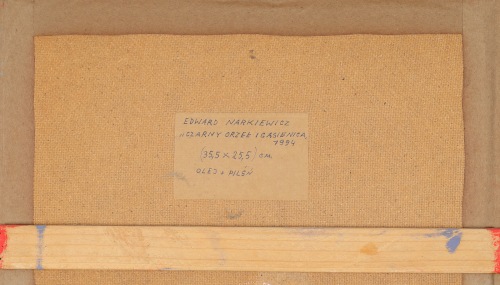 EDWARD NARKIEWICZ
"CZARNY ORZEŁ I GĄSIENICA
1994
(35,5 x 25,5) cm.
OLEJ + PILŚŃ